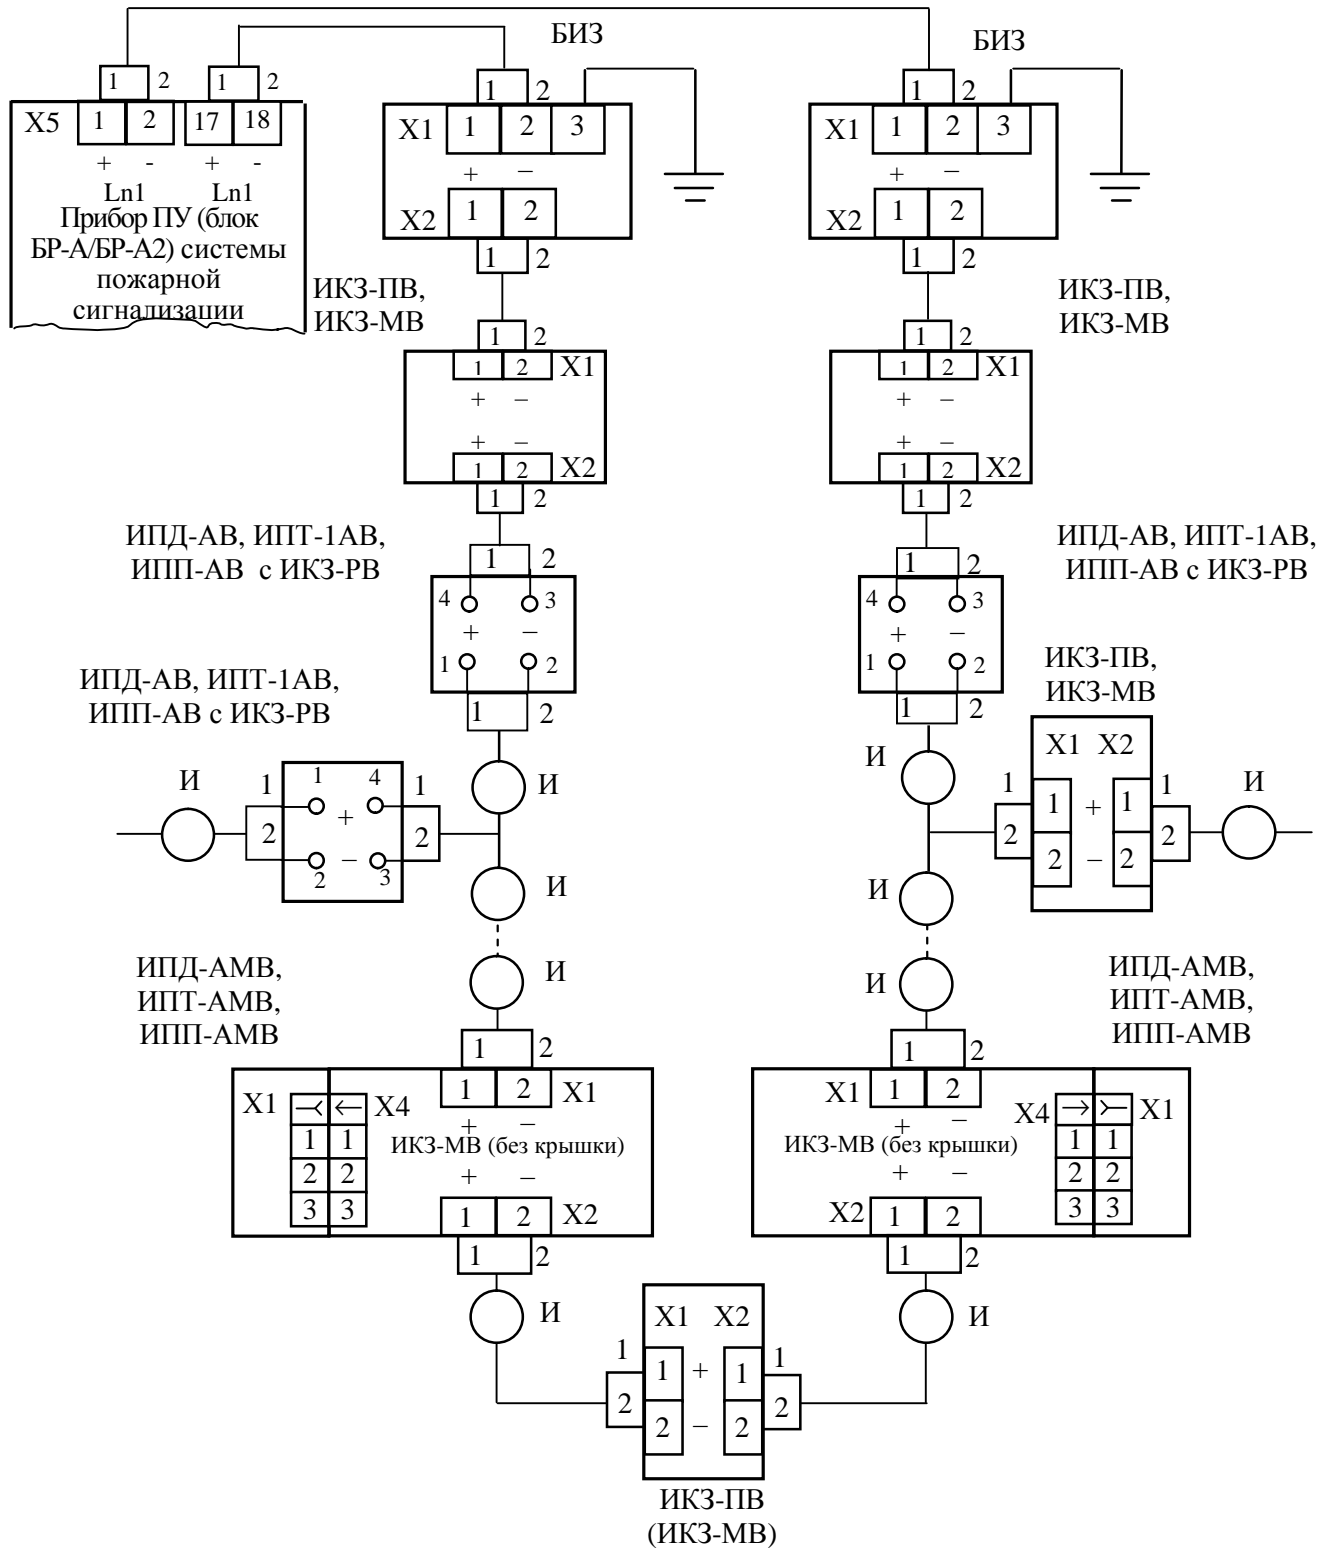 БИЗ
БИЗ
1 2 1 2
1 2
1 2
X5 1 2 17 18
X1 1 2 3
X1 1 2 3
+ - + -
+ –
+ –
Ln1 Ln1
X2 1 2
X2 1 2
Прибор ПУ (блок
БР-А/БР-А2) системы
пожарной
сигнализации
1 2
1 2
ИКЗ-ПВ,
ИКЗ-МВ
ИКЗ-ПВ,
ИКЗ-МВ
1 2
1 2
1 2 X1
1 2 X1
+ –
+ –
+ –
+ –
1 2 X2
1 2 X2
1 2
1 2
ИПД-АВ, ИПТ-1АВ,
ИПП-АВ с ИКЗ-РВ
ИПД-АВ, ИПТ-1АВ,
ИПП-АВ с ИКЗ-РВ
1 2
1 2
4 3
4 3
+ –
+ –
1 2
1 2
1 2
1 2
ИПД-АВ, ИПТ-1АВ,
ИПП-АВ с ИКЗ-РВ
ИКЗ-ПВ,
ИКЗ-МВ
И
1 1 4 1
2 + 2
2 – 3
И
И
X1 X2
1 1 + 1 1
2 2 – 2 2
И
И
И
И
И
ИПД-АМВ,
ИПТ-АМВ,
ИПП-АМВ
ИПД-АМВ,
ИПТ-АМВ,
ИПП-АМВ
1 2
1 2
X1 X4 1 2 X1
1 1
2 2
3 3
+ –
ИКЗ-МВ (без крышки)
+ –
1 2 X2
X1 1 2 X4 X1
1 1
2 2
3 3
+ –
ИКЗ-МВ (без крышки)
+ –
X2 1 2
1 2
1 2
И
И
X1 X2
1 1 + 1 1
2 2 – 2 2
ИКЗ-ПВ
(ИКЗ-МВ)